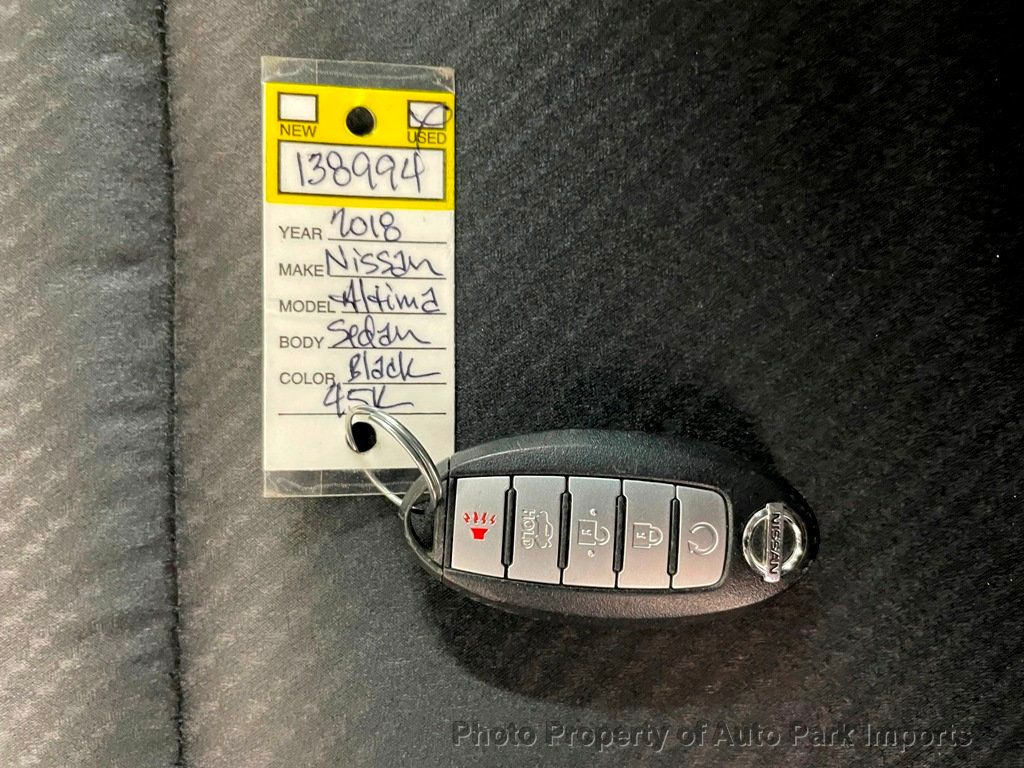 NEW USED
138994
YEAR 2018
MAKE Nissan
MODEL Altima
BODY Sedan
COLOR Black
45K
HOLD
NISSAN
Photo Property of Auto Park Imports